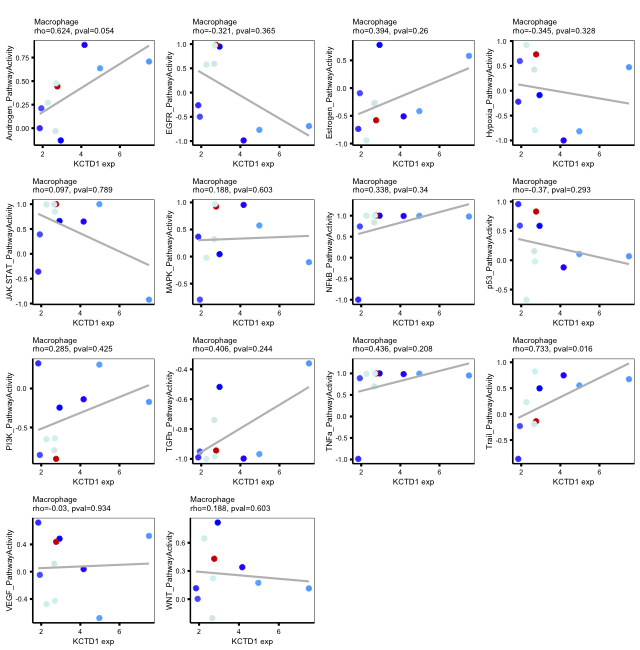 Macrophage
rho=0.624, pval=0.054
Androgen_PathwayActivity
0.75
0.50
0.25
0.00
2 4 6
KCTD1 exp
Macrophage
rho=-0.321, pval=0.365
EGFR_PathwayActivity
1.0
0.5
0.0
-0.5
-1.0
2 4 6
KCTD1 exp
Macrophage
rho=0.394, pval=0.26
Estrogen_PathwayActivity
0.5
0.0
-0.5
-1.0
2 4 6
KCTD1 exp
Macrophage
rho=-0.345, pval=0.328
Hypoxia_PathwayActivity
1.0
0.5
0.0
-0.5
-1.0
2 4 6
KCTD1 exp
Macrophage
rho=0.097, pval=0.789
JAK-STAT_PathwayActivity
1.0
0.5
0.0
-0.5
-1.0
2 4 6
KCTD1 exp
Macrophage
rho=0.188, pval=0.603
MAPK_PathwayActivity
1.0
0.5
0.0
-0.5
2 4 6
KCTD1 exp
Macrophage
rho=0.338, pval=0.34
NFkB_PathwayActivity
1.0
0.5
0.0
-0.5
-1.0
2 4 6
KCTD1 exp
Macrophage
rho=-0.37, pval=0.293
p53_PathwayActivity
1.0
0.5
0.0
-0.5
2 4 6
KCTD1 exp
Macrophage
rho=0.285, pval=0.425
PI3K_PathwayActivity
0.0
-0.5
2 4 6
KCTD1 exp
Macrophage
rho=0.406, pval=0.244
TGFb_PathwayActivity
-0.4
-0.6
-0.8
-1.0
2 4 6
KCTD1 exp
Macrophage
rho=0.436, pval=0.208
TNFa_PathwayActivity
1.0
0.5
0.0
-0.5
-1.0
2 4 6
KCTD1 exp
Macrophage
rho=0.733, pval=0.016
Trail_PathwayActivity
1.0
0.5
0.0
-0.5
2 4 6
KCTD1 exp
Macrophage
rho=-0.03, pval=0.934
VEGF_PathwayActivity
0.4
0.0
-0.4
2 4 6
KCTD1 exp
Macrophage
rho=0.188, pval=0.603
WNT_PathwayActivity
0.6
0.3
0.0
2 4 6
KCTD1 exp